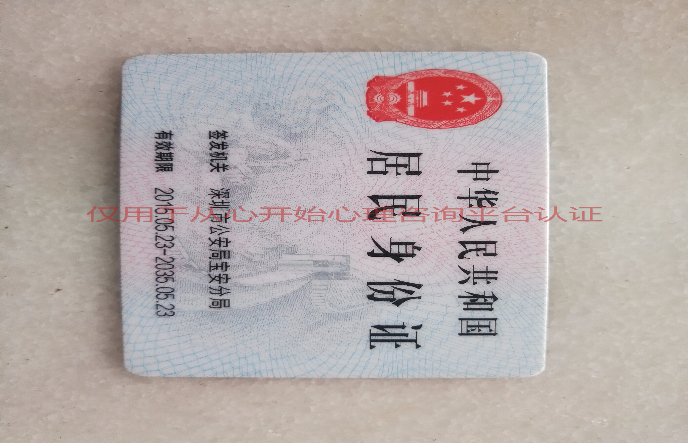 中华人民共和国
居民身份证
签发机关 深圳市公安局宝安分局
有效期限 2015.05.23-2035.05.23
仅用于从心开始心理咨询平台认证